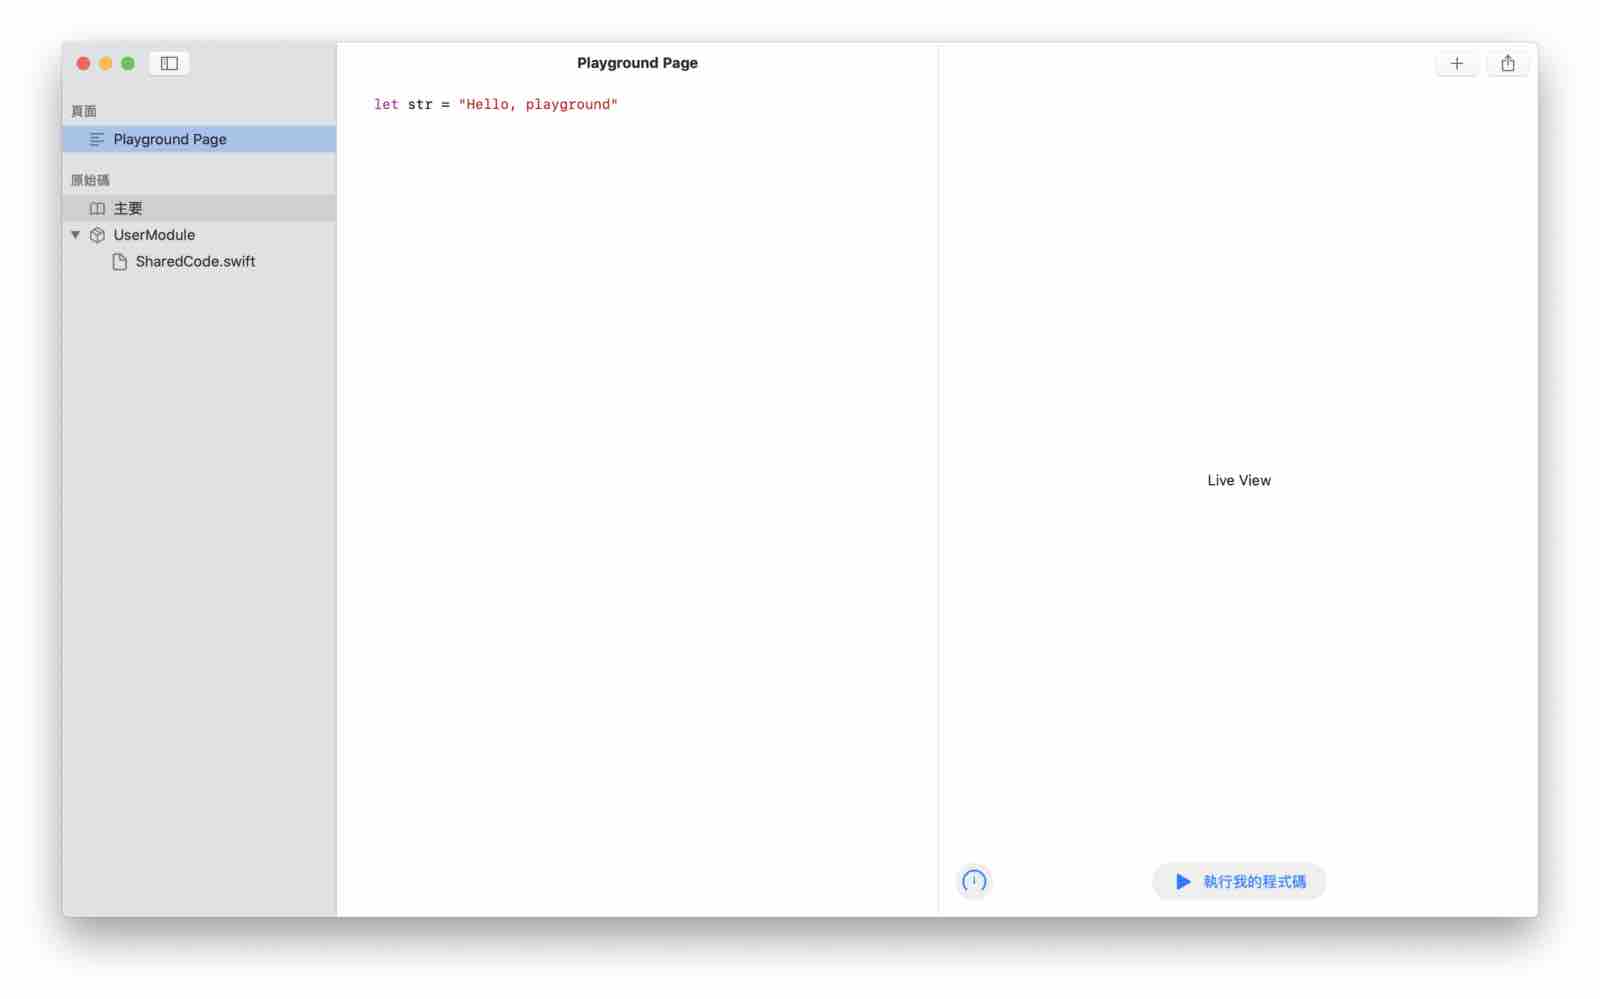 頁面
Playground Page
原始碼
主要
UserModule
SharedCode.swift
Playground Page
let str = "Hello, playground"
Live View
執行我的程式碼